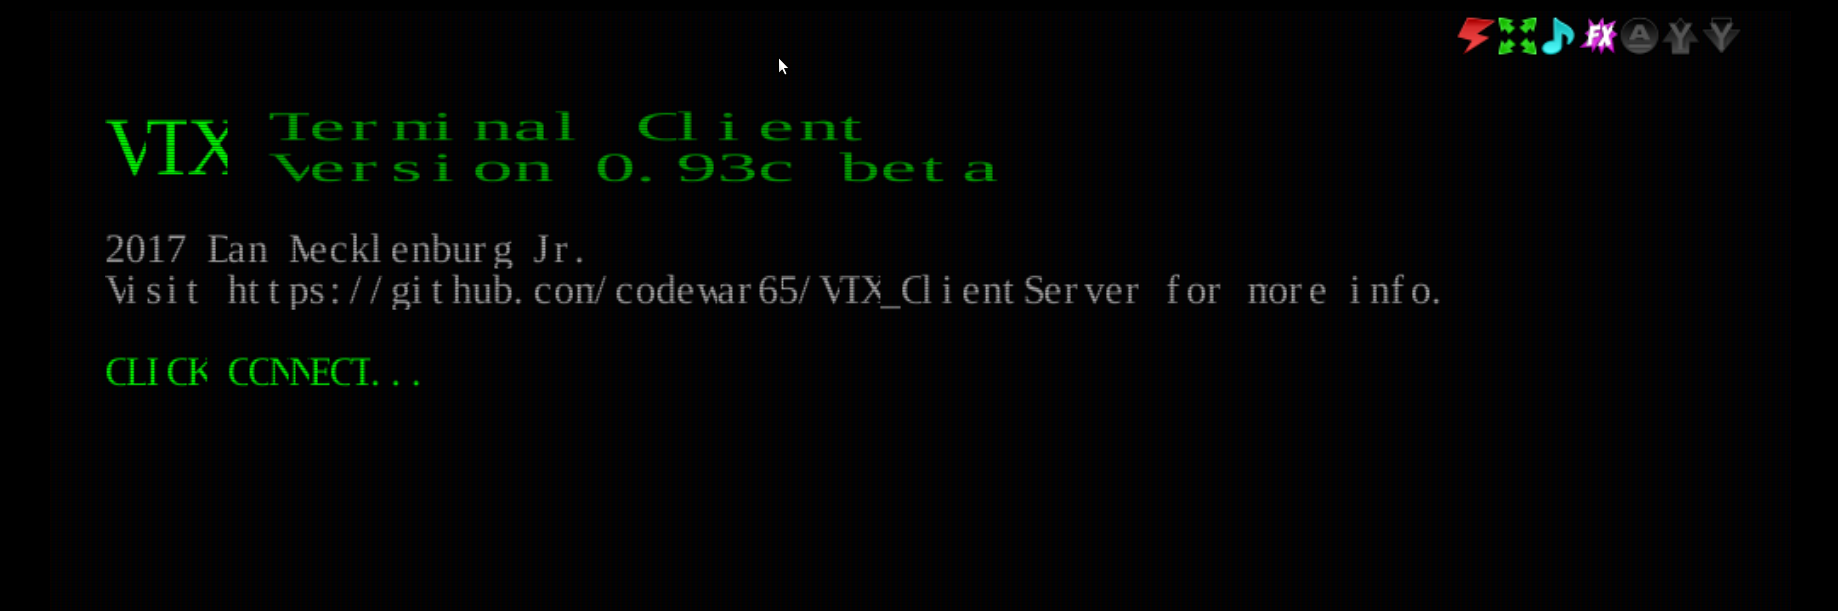 VTX Terminal Client
Version 0.93c beta
2017 Dan Mecklenburg Jr.
Visit https://github.com/codewar65/VTX_ClientServer for more info.
CLICK CONNECT...
FX
A